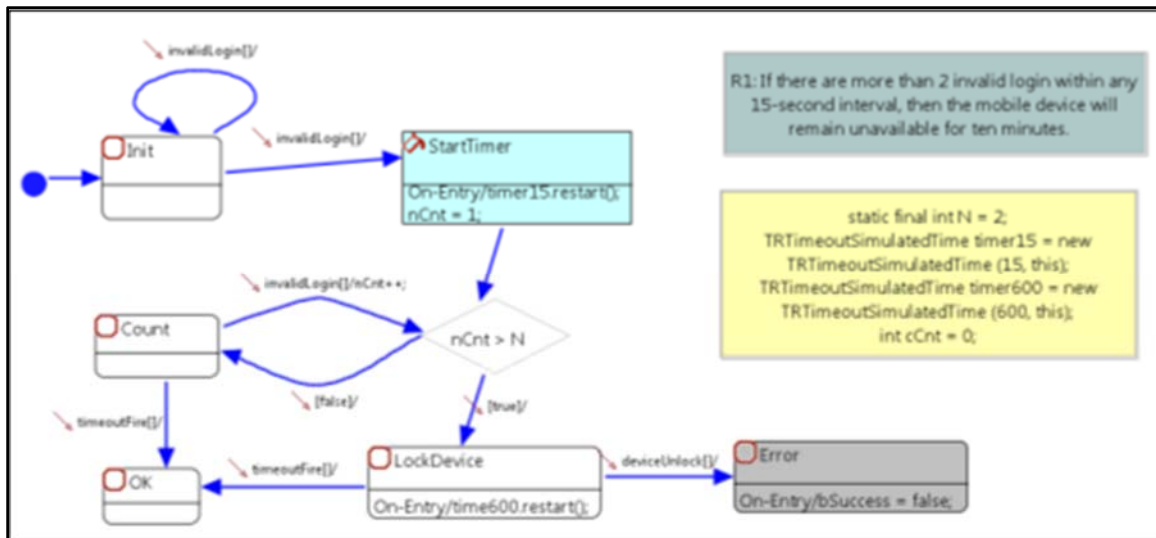 invalidLogin[]/
invalidLogin[]/
Init
StartTimer
On-Entry/timer15.restart();
nCnt = 1;
R1: If there are more than 2 invalid login within any
15-second interval, then the mobile device will
remain unavailable for ten minutes.
static final int N = 2;
TRTimeoutSimulatedTime timer15 = new
TRTimeoutSimulatedTime (15, this);
TRTimeoutSimulatedTime timer600 = new
TRTimeoutSimulatedTime (600, this);
int cCnt = 0;
invalidLogin[]/nCnt++;
Count
nCnt > N
[false]/
[true]/
timeoutFire[]/
timeoutFire[]/
LockDevice
On-Entry/time600.restart();
deviceUnlock[]/
Error
On-Entry/bSuccess = false;
OK